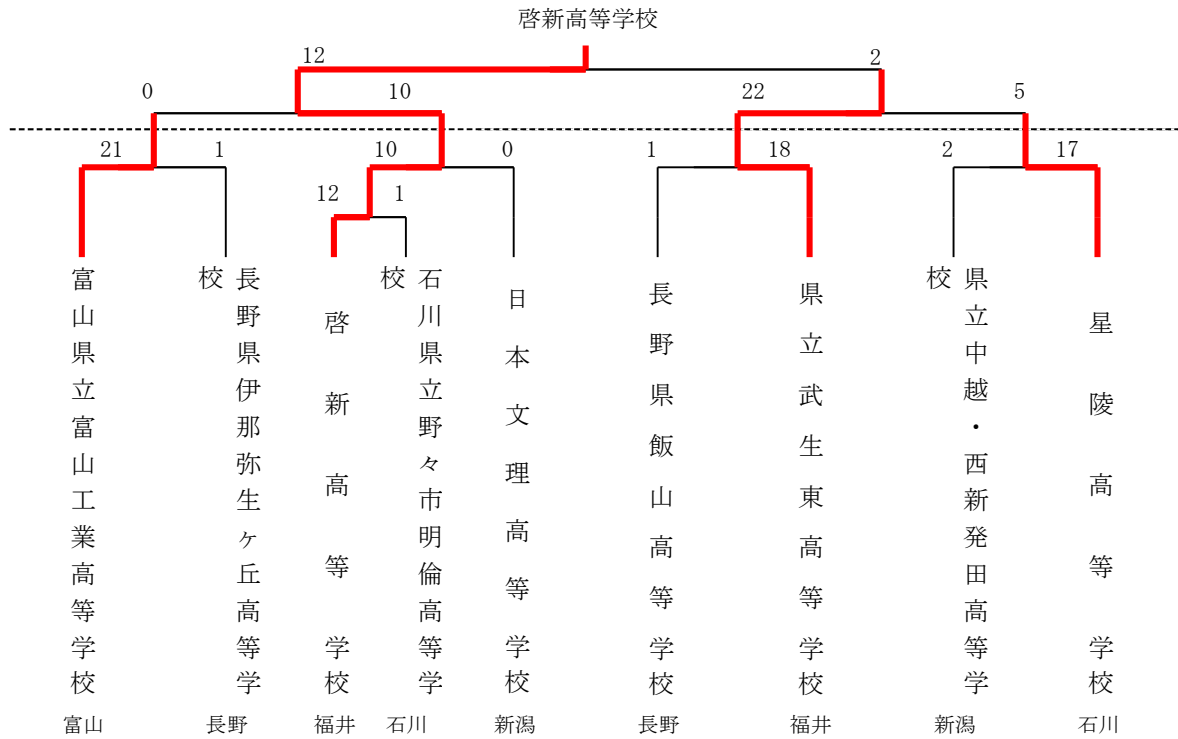 啓新高等学校
12
2
0
10
22
5
21
1
10
0
1
18
2
17
12
1
富山県立富山工業高等学校
長野県伊那弥生ヶ丘高等学校
啓新高等学校
石川県立野々市明倫高等学校
日本文理高等学校
長野県飯山高等学校
県立武生東高等学校
県立中越・西新発田高等学校
星陵高等学校
富山
長野
福井
石川
新潟
長野
福井
新潟
石川